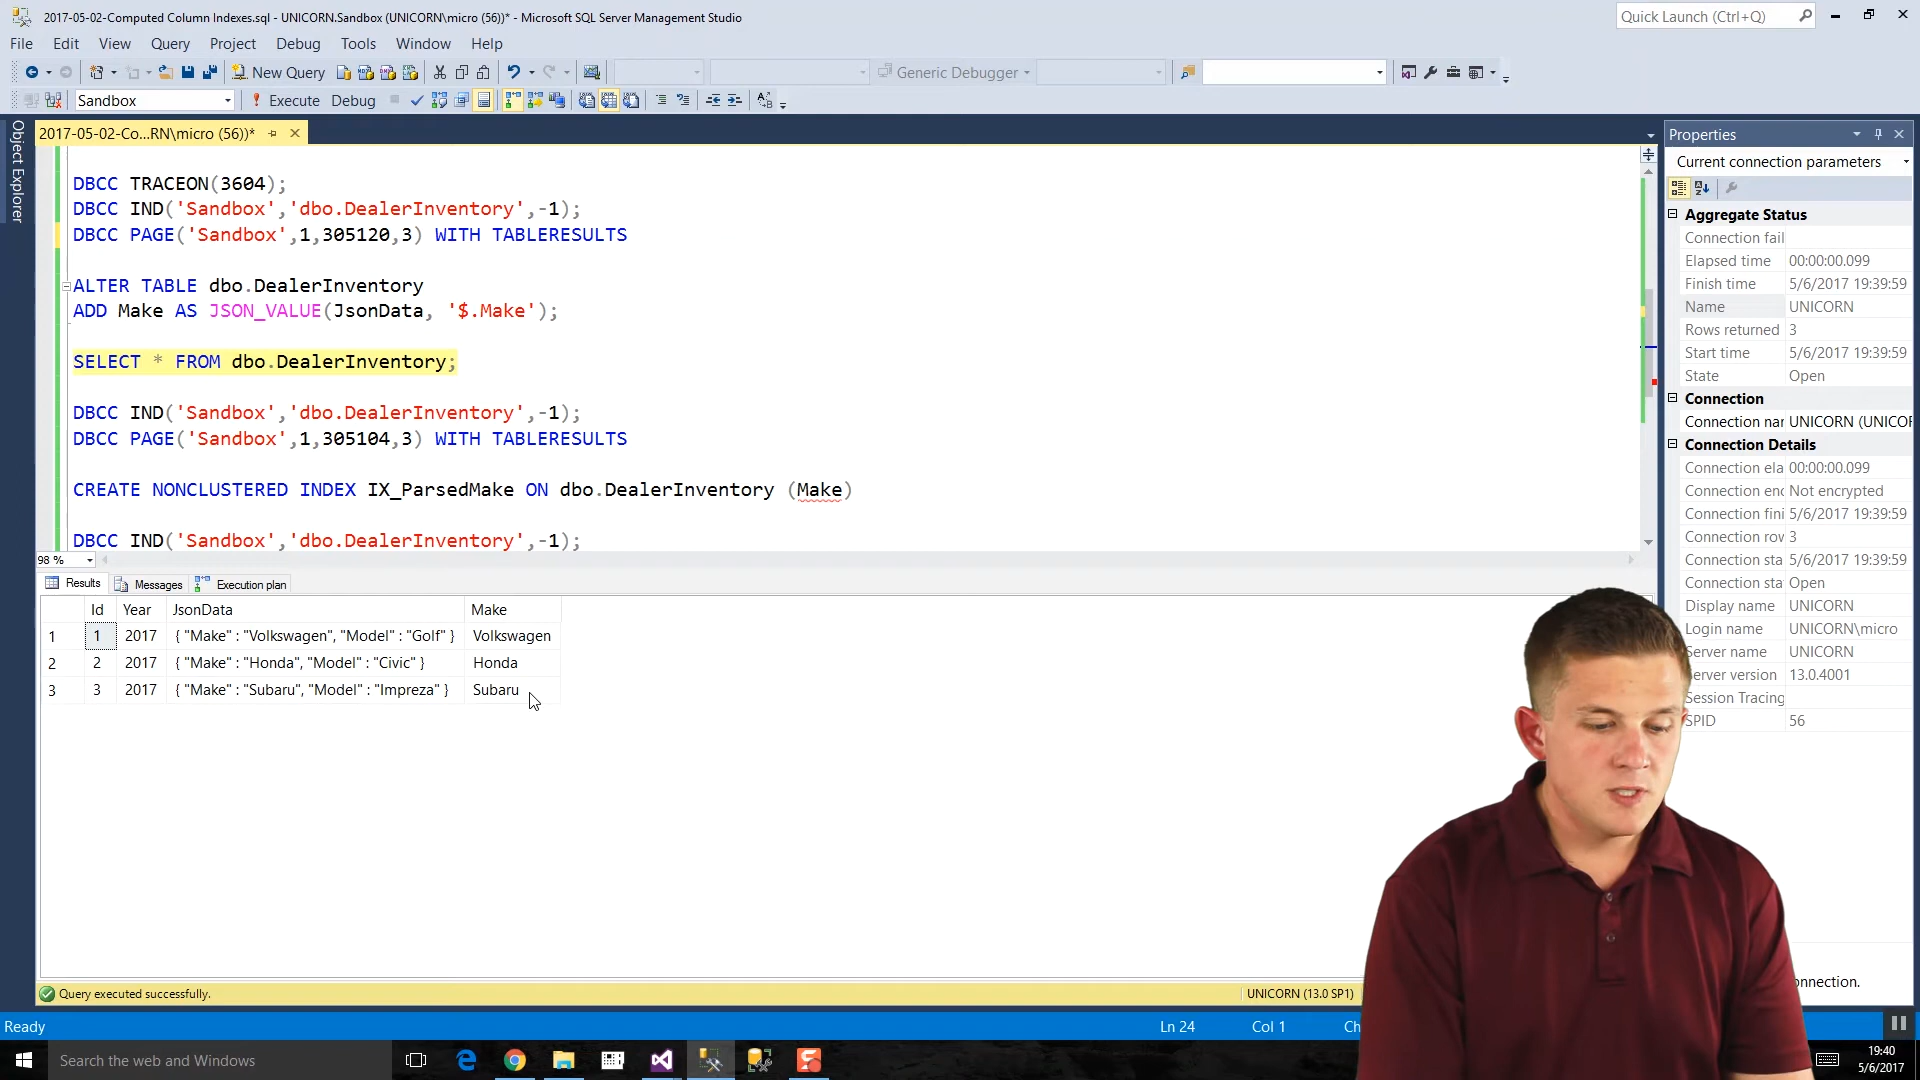 2017-05-02-Computed Column Indexes.sql - UNICORN.Sandbox (UNICORN\micro (56))* - Microsoft SQL Server Management Studio
Quick Launch (Ctrl+Q)
File Edit View Query Project Debug Tools Window Help
New Query
Generic Debugger
Sandbox
Execute Debug
Object Explorer
2017-05-02-Co...RN\micro (56))*
DBCC TRACEON(3604);
DBCC IND('Sandbox','dbo.DealerInventory',-1);
DBCC PAGE('Sandbox',1,305120,3) WITH TABLERESULTS
ALTER TABLE dbo.DealerInventory
ADD Make AS JSON_VALUE(JsonData, '$.Make');
SELECT * FROM dbo.DealerInventory;
DBCC IND('Sandbox','dbo.DealerInventory',-1);
DBCC PAGE('Sandbox',1,305104,3) WITH TABLERESULTS
CREATE NONCLUSTERED INDEX IX_ParsedMake ON dbo.DealerInventory (Make)
DBCC IND('Sandbox','dbo.DealerInventory',-1);
98 %
Results Messages Execution plan
Id Year JsonData Make
1 1 2017 { "Make" : "Volkswagen", "Model" : "Golf" } Volkswagen
2 2 2017 { "Make" : "Honda", "Model" : "Civic" } Honda
3 3 2017 { "Make" : "Subaru", "Model" : "Impreza" } Subaru
Query executed successfully.
UNICORN (13.0 SP1)
Properties
Current connection parameters
Aggregate Status
Connection fail
Elapsed time 00:00:00.099
Finish time 5/6/2017 19:39:59
Name UNICORN
Rows returned 3
Start time 5/6/2017 19:39:59
State Open
Connection
Connection nar UNICORN (UNICOR
Connection Details
Connection ela 00:00:00.099
Connection enc Not encrypted
Connection fini 5/6/2017 19:39:59
Connection rov 3
Connection sta 5/6/2017 19:39:59
Connection sta Open
Display name UNICORN
Login name UNICORN\micro
Server name UNICORN
Server version 13.0.4001
Session Tracing
SPID 56
onnection.
Ready
Ln 24 Col 1 Ch
Search the web and Windows
19:40
5/6/2017